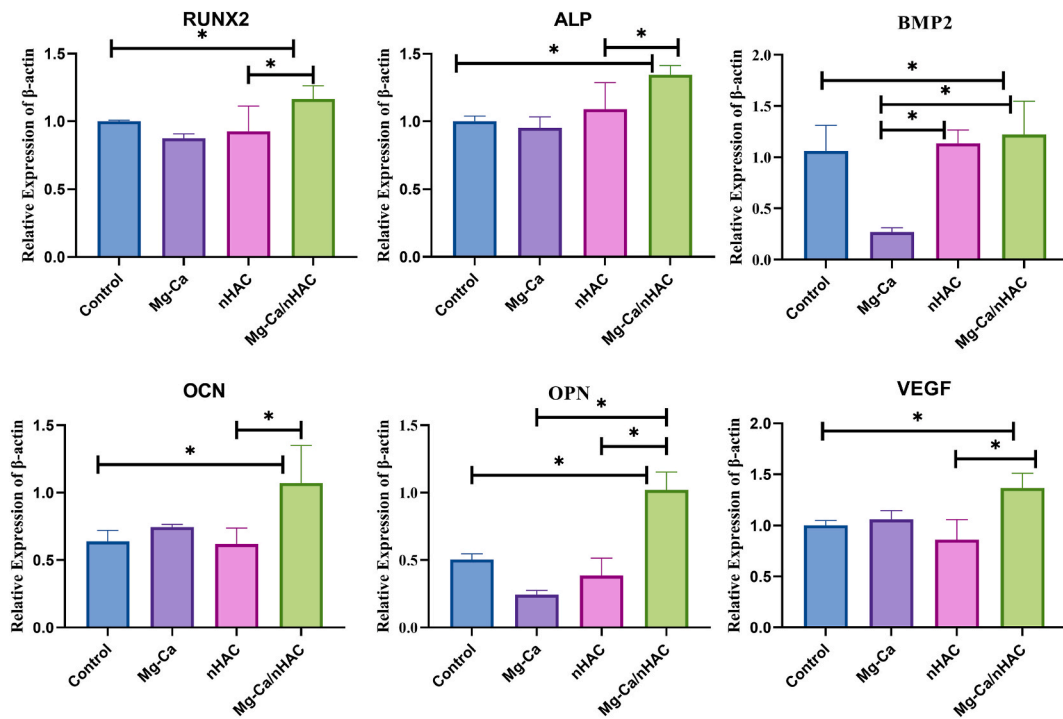 RUNX2
Relative Expression of β-actin
1.5
1.0
0.5
0.0
*
*
Control
Mg-Ca
nHAC
Mg-Ca/nHAC
ALP
Relative Expression of β-actin
1.5
1.0
0.5
0.0
*
*
Control
Mg-Ca
nHAC
Mg-Ca/nHAC
BMP2
Relative Expression of β-actin
2.0
1.5
1.0
0.5
0.0
*
*
*
Control
Mg-Ca
nHAC
Mg-Ca/nHAC
OCN
Relative Expression of β-actin
1.5
1.0
0.5
0.0
*
*
Control
Mg-Ca
nHAC
Mg-Ca/nHAC
OPN
Relative Expression of β-actin
1.5
1.0
0.5
0.0
*
*
*
Control
Mg-Ca
nHAC
Mg-Ca/nHAC
VEGF
Relative Expression of β-actin
2.0
1.5
1.0
0.5
0.0
*
*
Control
Mg-Ca
nHAC
Mg-Ca/nHAC